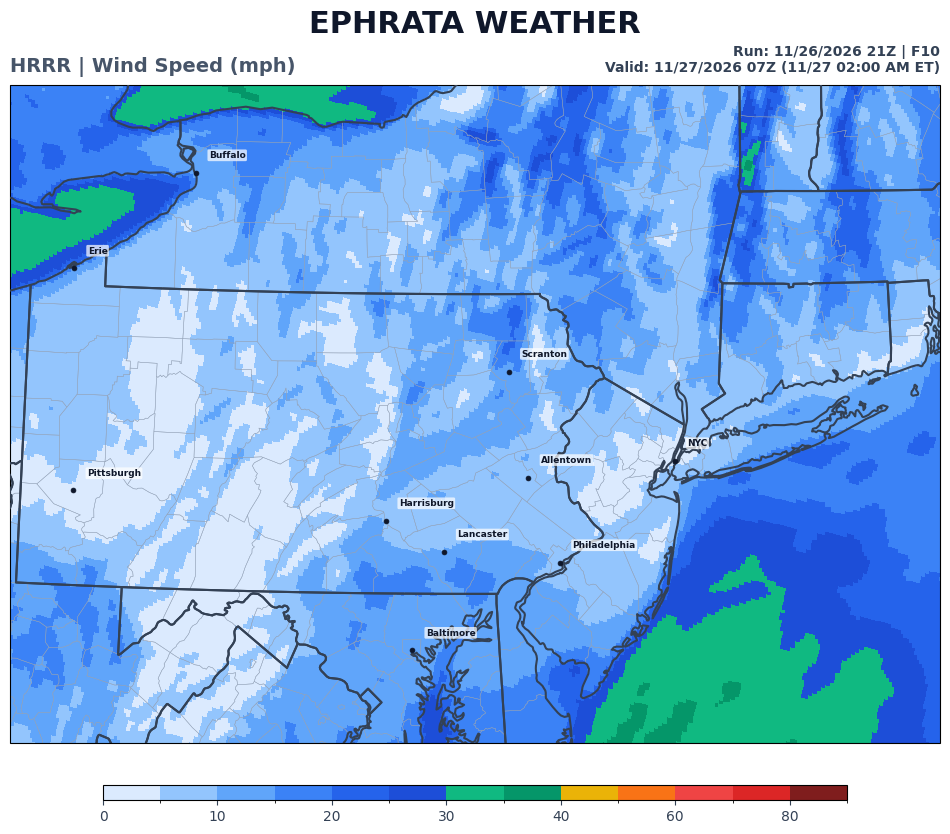 EPHRATA WEATHER
HRRR | Wind Speed (mph)
Run: 11/26/2026 21Z | F10
Valid: 11/27/2026 07Z (11/27 02:00 AM ET)
Buffalo
Erie
Scranton
NYC
Pittsburgh
Allentown
Harrisburg
Lancaster
Philadelphia
Baltimore
0 10 20 30 40 60 80